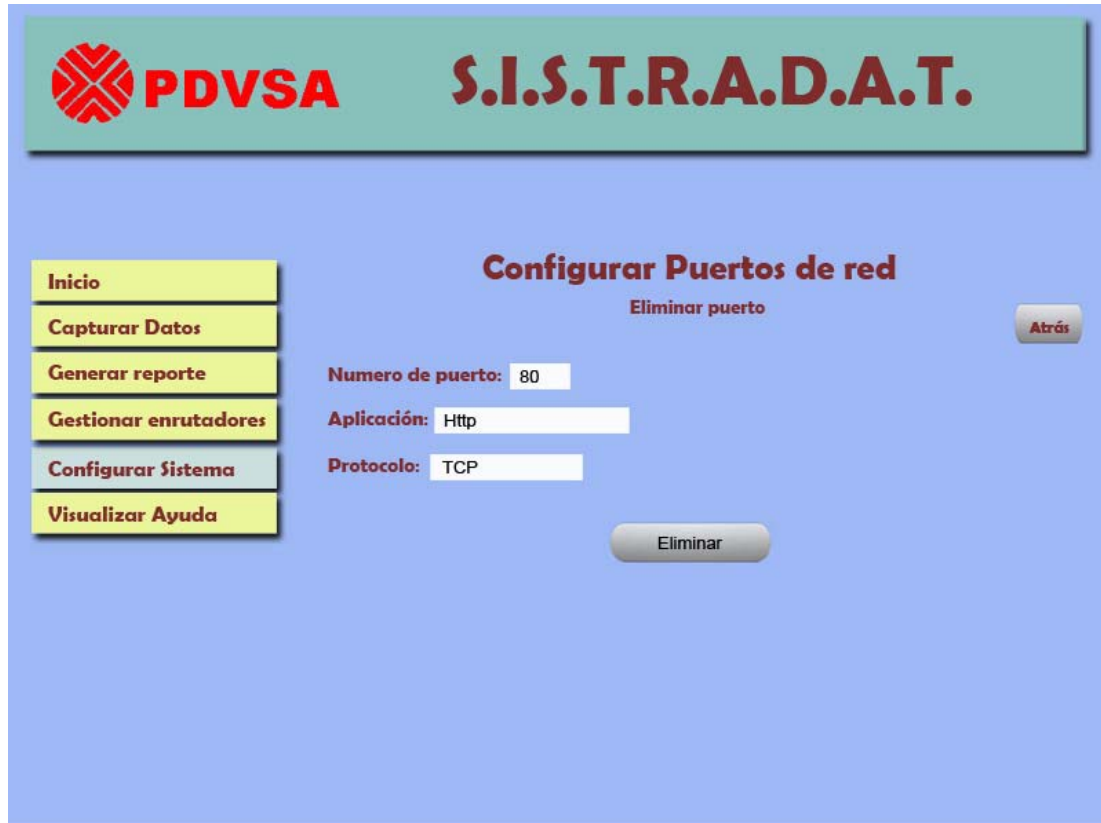 PDVSA
S.I.S.T.R.A.D.A.T.
Inicio
Capturar Datos
Generar reporte
Gestionar enrutadores
Configurar Sistema
Visualizar Ayuda
Configurar Puertos de red
Eliminar puerto
Atrás
Numero de puerto: 80
Aplicación: Http
Protocolo: TCP
Eliminar